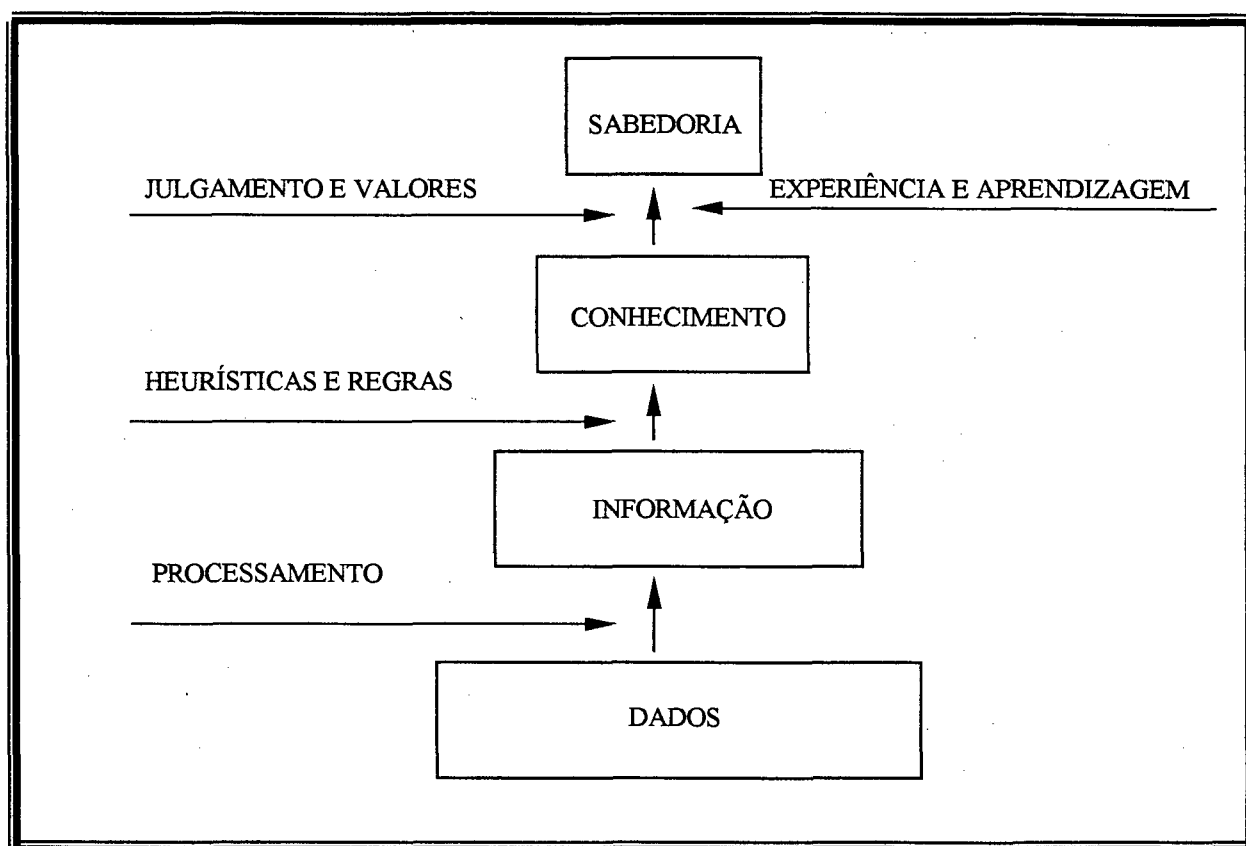 SABEDORIA
JULGAMENTO E VALORES
EXPERIÊNCIA E APRENDIZAGEM
CONHECIMENTO
HEURÍSTICAS E REGRAS
INFORMAÇÃO
PROCESSAMENTO
DADOS